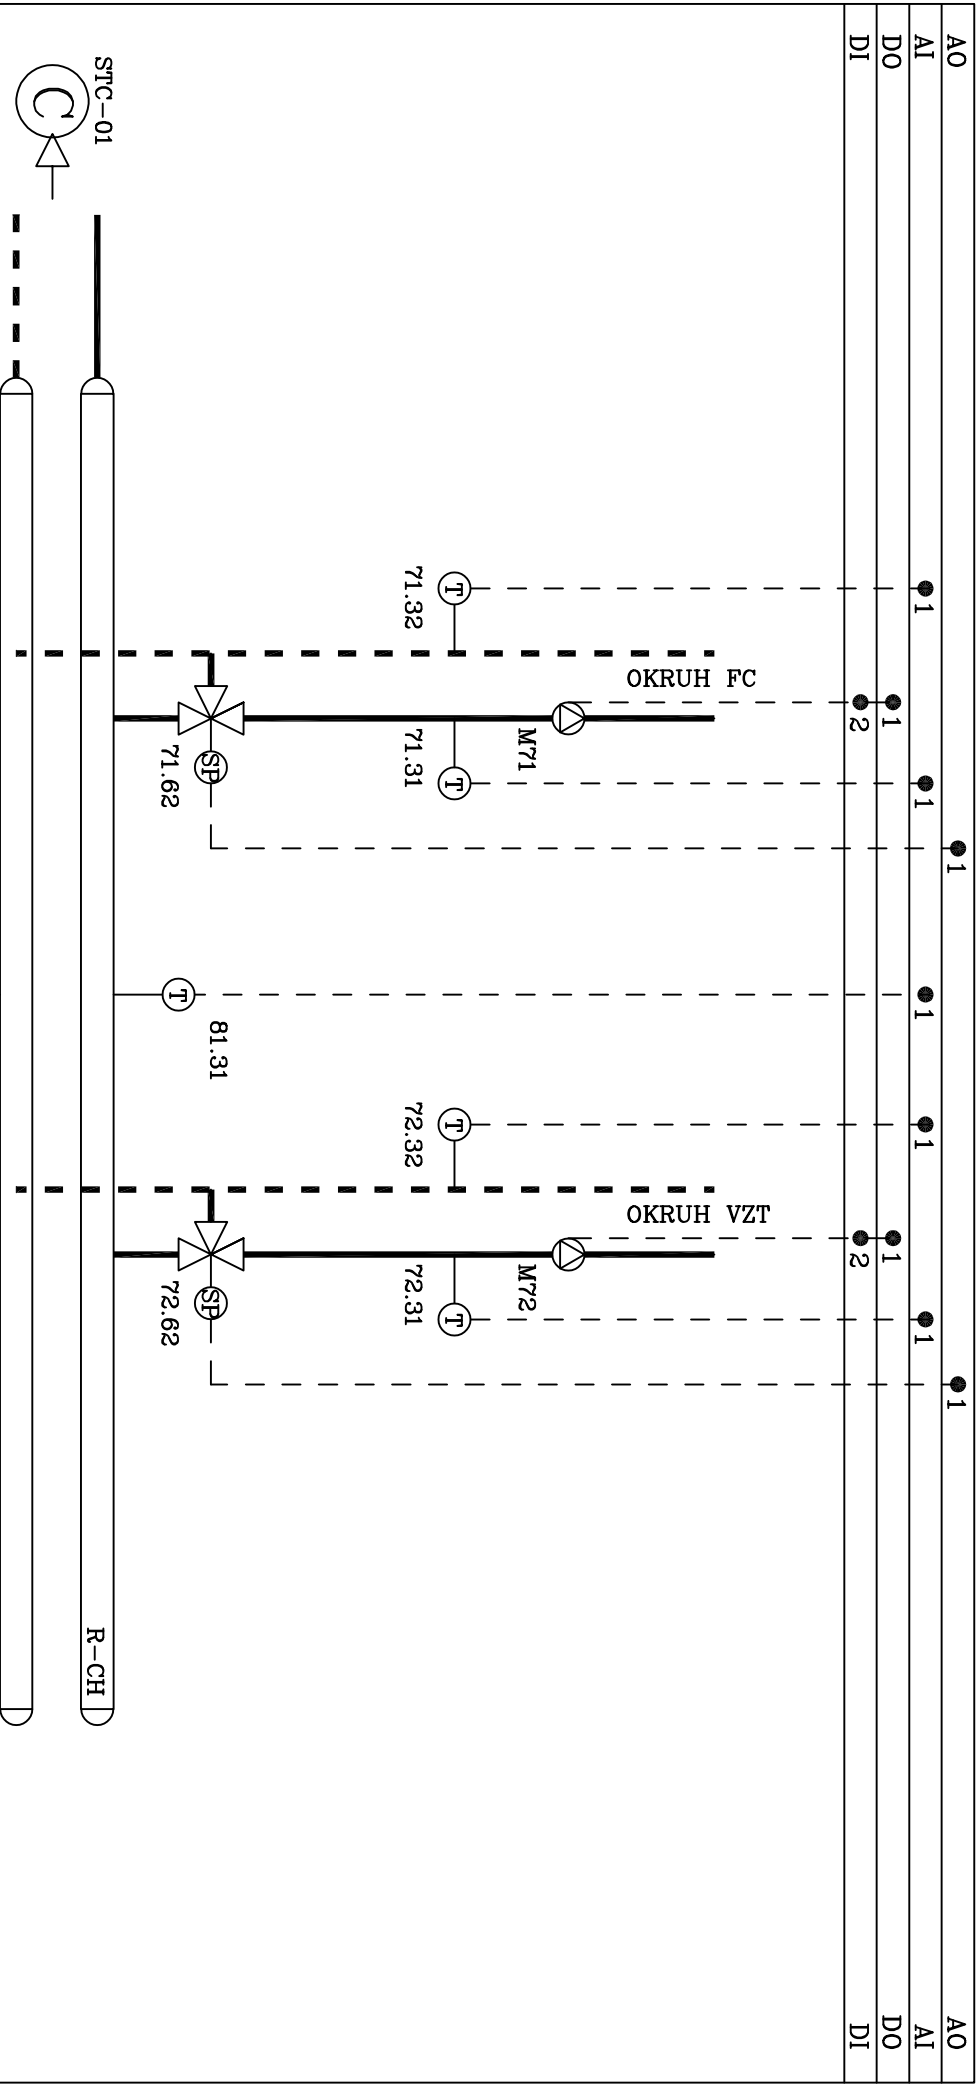 AO
AI
DO
DI
AO
AI
DO
DI
1
1
2
1
1
1
1
1
2
1
1
OKRUH FC
OKRUH VZT
71.32
M71
71.31
71.62
81.31
72.32
M72
72.31
72.62
T
T
SP
T
T
T
SP
STC-01
C
R-CH